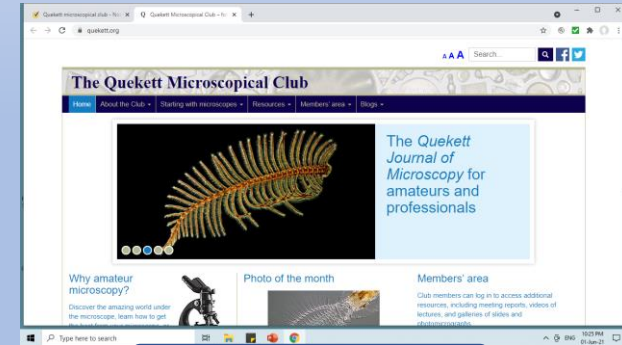 Quekett microscopical club - No
Quekett Microscopical Club – fo
quekett.org
A A A
Search...
The Quekett Microscopical Club
Home About the Club Starting with microscopes Resources Members' area Blogs
The Quekett
Journal of
Microscopy for
amateurs and
professionals
Why amateur
microscopy?
Discover the amazing world under
the microscope, learn how to get
Photo of the month
Members' area
Club members can log in to access additional
resources, including meeting reports, videos of
lectures, and galleries of slides and
photomicrographs.
Type here to search
ENG
10:25 PM
01-Jun-21